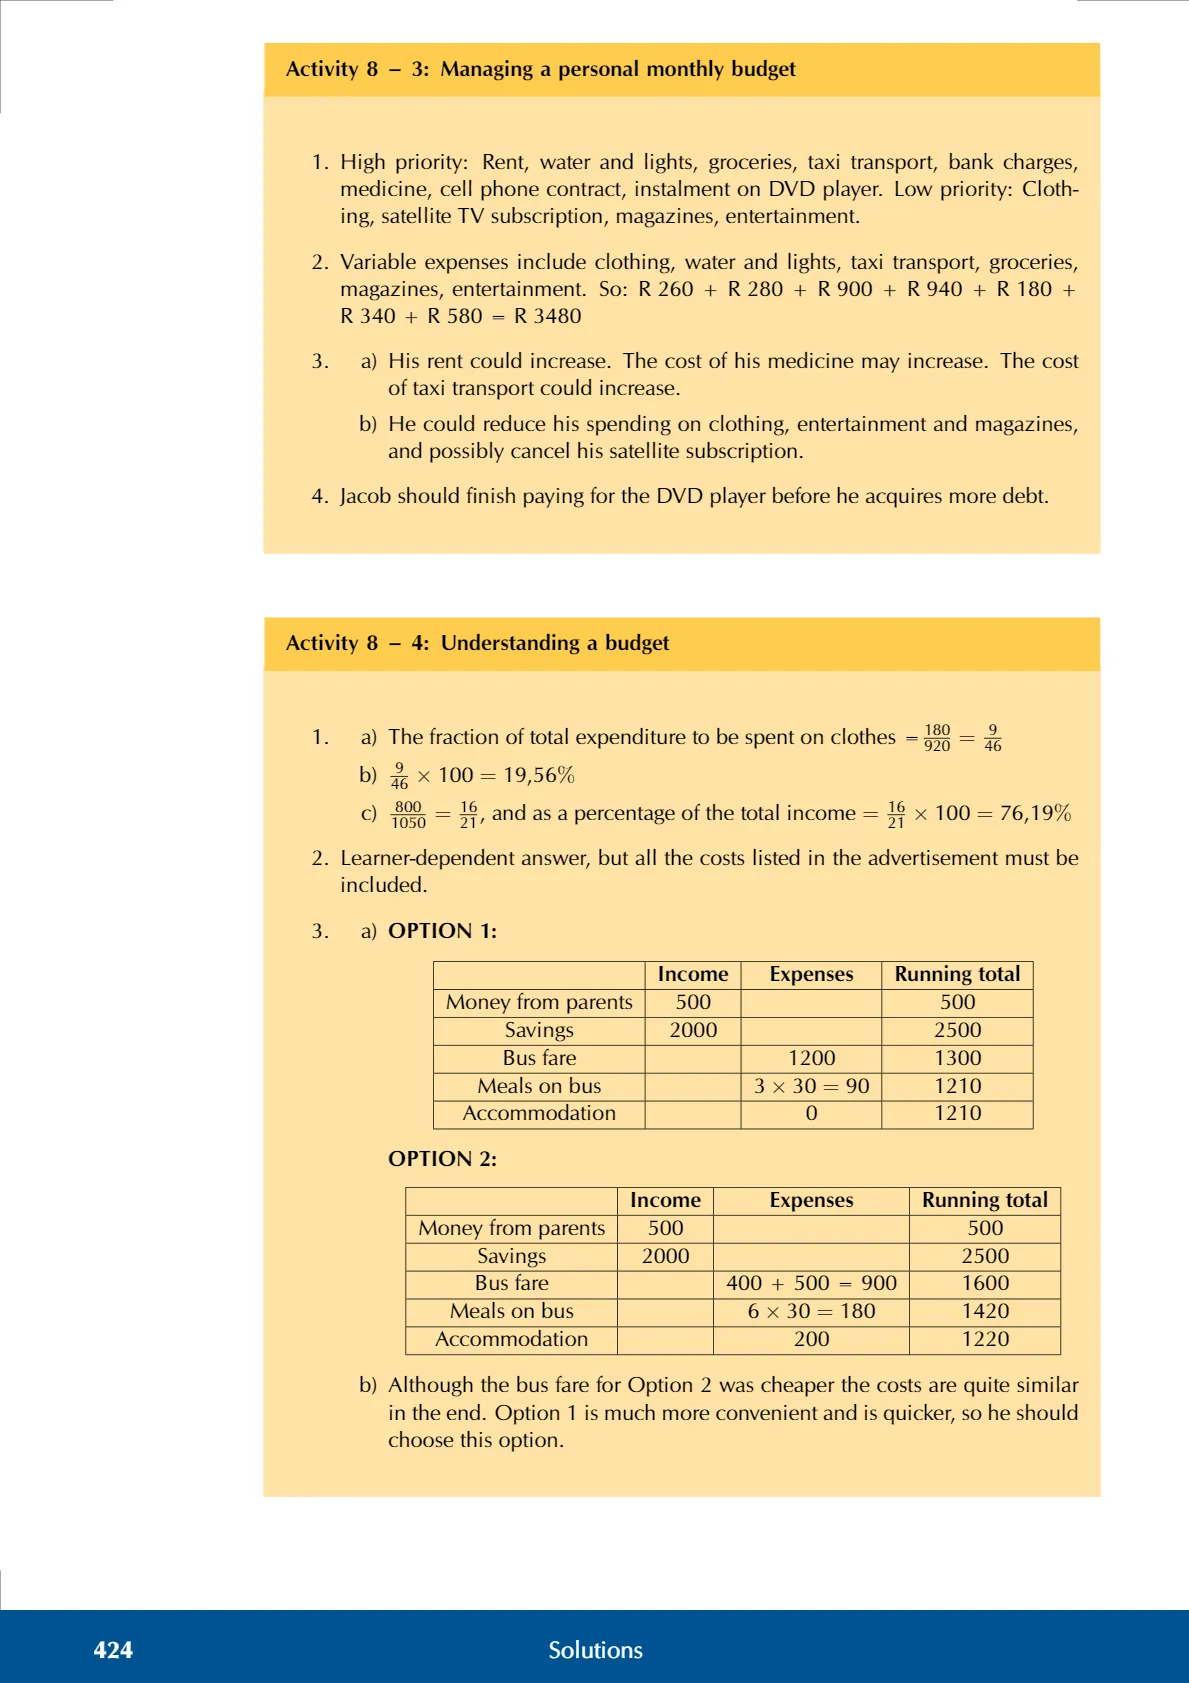 Activity 8 – 3: Managing a personal monthly budget
1. High priority: Rent, water and lights, groceries, taxi transport, bank charges,
medicine, cell phone contract, instalment on DVD player. Low priority: Cloth-
ing, satellite TV subscription, magazines, entertainment.
2. Variable expenses include clothing, water and lights, taxi transport, groceries,
magazines, entertainment. So: R 260 + R 280 + R 900 + R 940 + R 180 +
R 340 + R 580 = R 3480
3. a) His rent could increase. The cost of his medicine may increase. The cost
of taxi transport could increase.
b) He could reduce his spending on clothing, entertainment and magazines,
and possibly cancel his satellite subscription.
4. Jacob should finish paying for the DVD player before he acquires more debt.
Activity 8 – 4: Understanding a budget
1. a) The fraction of total expenditure to be spent on clothes = 180/920 = 9/46
b) 9/46 × 100 = 19,56%
c) 800/1050 = 16/21, and as a percentage of the total income = 16/21 × 100 = 76,19%
2. Learner-dependent answer, but all the costs listed in the advertisement must be
included.
3. a) OPTION 1:
Income Expenses Running total
Money from parents 500 500
Savings 2000 2500
Bus fare 1200 1300
Meals on bus 3 × 30 = 90 1210
Accommodation 0 1210
OPTION 2:
Income Expenses Running total
Money from parents 500 500
Savings 2000 2500
Bus fare 400 + 500 = 900 1600
Meals on bus 6 × 30 = 180 1420
Accommodation 200 1220
b) Although the bus fare for Option 2 was cheaper the costs are quite similar
in the end. Option 1 is much more convenient and is quicker, so he should
choose this option.
424 Solutions